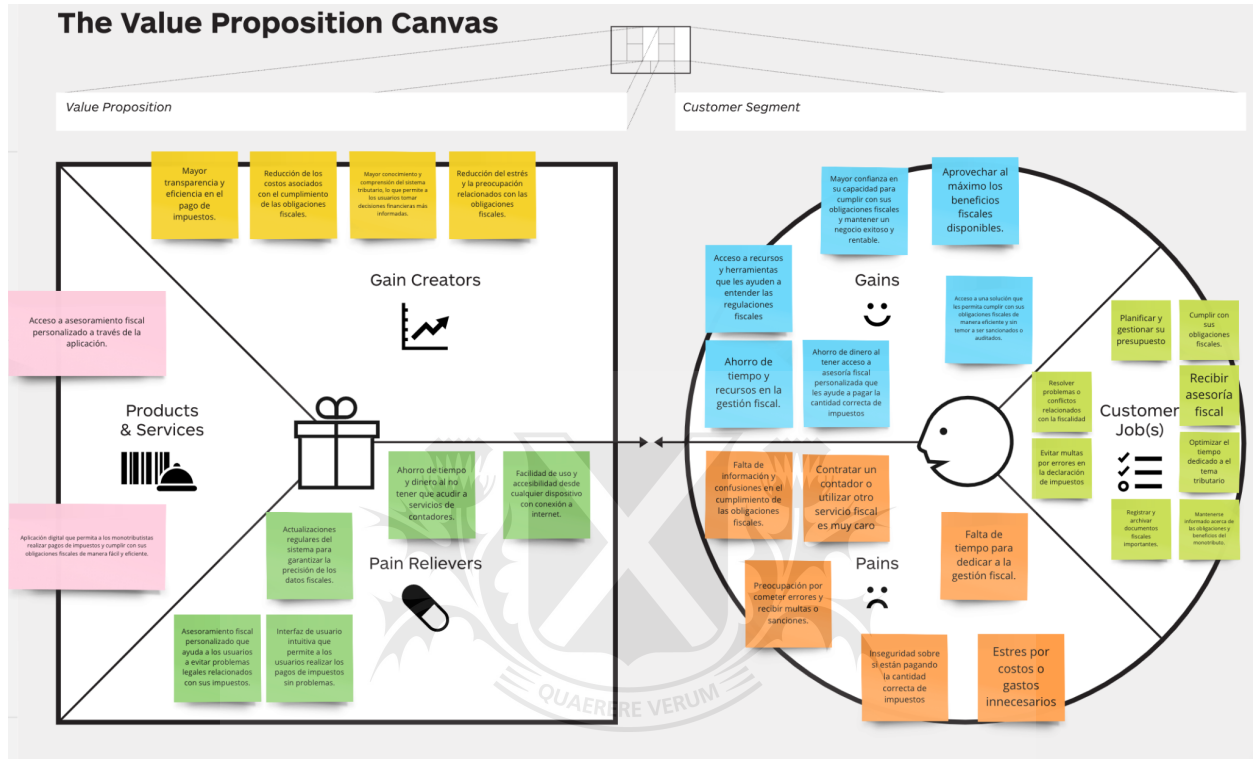 The Value Proposition Canvas
Value Proposition
Customer Segment
Mayor
transparencia y
eficiencia en el
pago de
impuestos.
Reducción de los
costos asociados
con el cumplimiento
de las obligaciones
fiscales.
Mayor conocimiento y
comprensión del sistema
tributario, lo que permite a
los usuarios tomar
decisiones financieras más
informadas.
Reducción del estrés
y la preocupación
relacionados con las
obligaciones
fiscales.
Gain Creators
Acceso a asesoramiento fiscal
personalizado a través de la
aplicación.
Products
& Services
Aplicación digital que permita a los monotributistas
realizar pagos de impuestos y cumplir con sus
obligaciones fiscales de manera fácil y eficiente.
Ahorro de tiempo
y dinero al no
tener que acudir a
servicios de
contadores.
Facilidad de uso y
accesibilidad desde
cualquier dispositivo
con conexión a
internet.
Actualizaciones
regulares del
sistema para
garantizar la
precisión de los
datos fiscales.
Pain Relievers
Asesoramiento fiscal
personalizado que
ayuda a los usuarios
a evitar problemas
legales relacionados
con sus impuestos.
Interfaz de usuario
intuitiva que
permite a los
usuarios realizar los
pagos de impuestos
sin problemas.
Mayor confianza en
su capacidad para
cumplir con sus
obligaciones fiscales
y mantener un
negocio exitoso y
rentable.
Aprovechar al
máximo los
beneficios
fiscales
disponibles.
Acceso a recursos
y herramientas
que les ayuden a
entender las
regulaciones
fiscales
Gains
Acceso a una solución que
les permita cumplir con sus
obligaciones fiscales de
manera eficiente y sin
temor a ser sancionados o
auditados.
Ahorro de
tiempo y
recursos en la
gestión fiscal.
Ahorro de dinero al
tener acceso a
asesoría fiscal
personalizada que
les ayude a pagar la
cantidad correcta de
impuestos
Planificar y
gestionar su
presupuesto
Cumplir con
sus
obligaciones
fiscales.
Resolver
problemas o
conflictos
relacionados
con la fiscalidad
Recibir
asesoría
fiscal
Customer
Job(s)
Evitar multas
por errores en
la declaración
de impuestos
Optimizar el
tiempo
dedicado a el
tema
tributario
Registrar y
archivar
documentos
fiscales
importantes.
Mantenerse
informado acerca de
las obligaciones y
beneficios del
monotributo.
Falta de
información y
confusiones en el
cumplimiento de
las obligaciones
fiscales.
Contratar un
contador o
utilizar otro
servicio fiscal
es muy caro
Falta de
tiempo para
dedicar a la
gestión fiscal.
Pains
Preocupación por
cometer errores y
recibir multas o
sanciones.
Inseguridad sobre
si están pagando
la cantidad
correcta de
impuestos
Estres por
costos o
gastos
innecesarios
QUAERERE VERUM